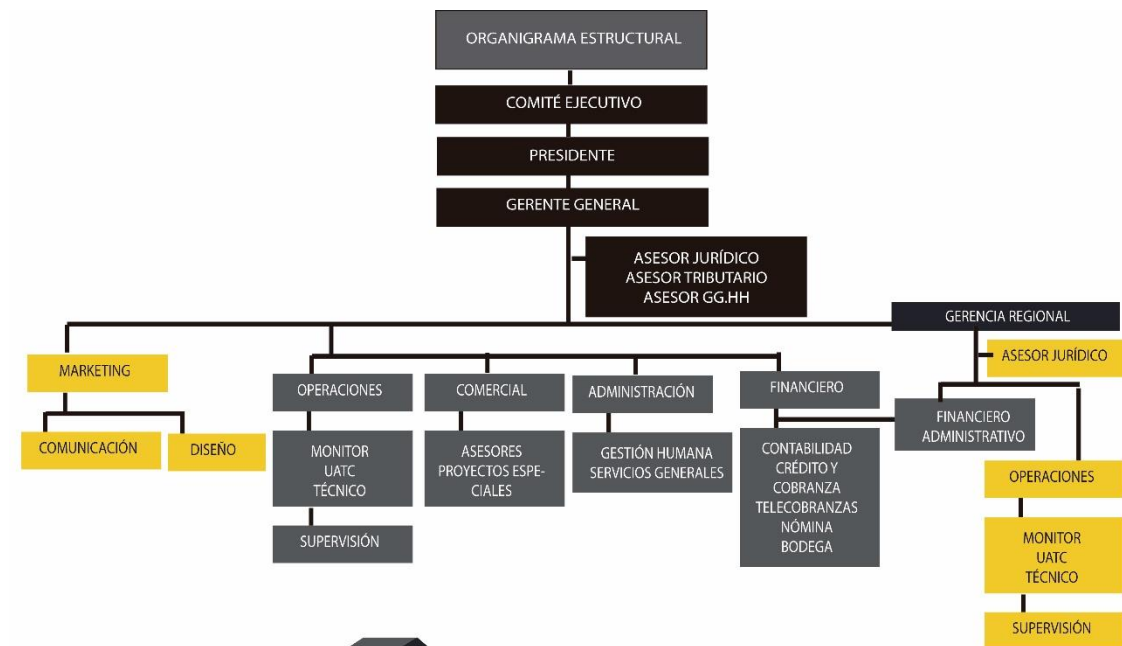 ORGANIGRAMA ESTRUCTURAL
COMITÉ EJECUTIVO
PRESIDENTE
GERENTE GENERAL
ASESOR JURÍDICO
ASESOR TRIBUTARIO
ASESOR GG.HH
GERENCIA REGIONAL
ASESOR JURÍDICO
MARKETING
COMUNICACIÓN
DISEÑO
OPERACIONES
MONITOR
UATC
TÉCNICO
SUPERVISIÓN
COMERCIAL
ASESORES
PROYECTOS ESPE-
CIALES
ADMINISTRACIÓN
GESTIÓN HUMANA
SERVICIOS GENERALES
FINANCIERO
CONTABILIDAD
CRÉDITO Y
COBRANZA
TELECOBRANZAS
NÓMINA
BODEGA
FINANCIERO
ADMINISTRATIVO
OPERACIONES
MONITOR
UATC
TÉCNICO
SUPERVISIÓN